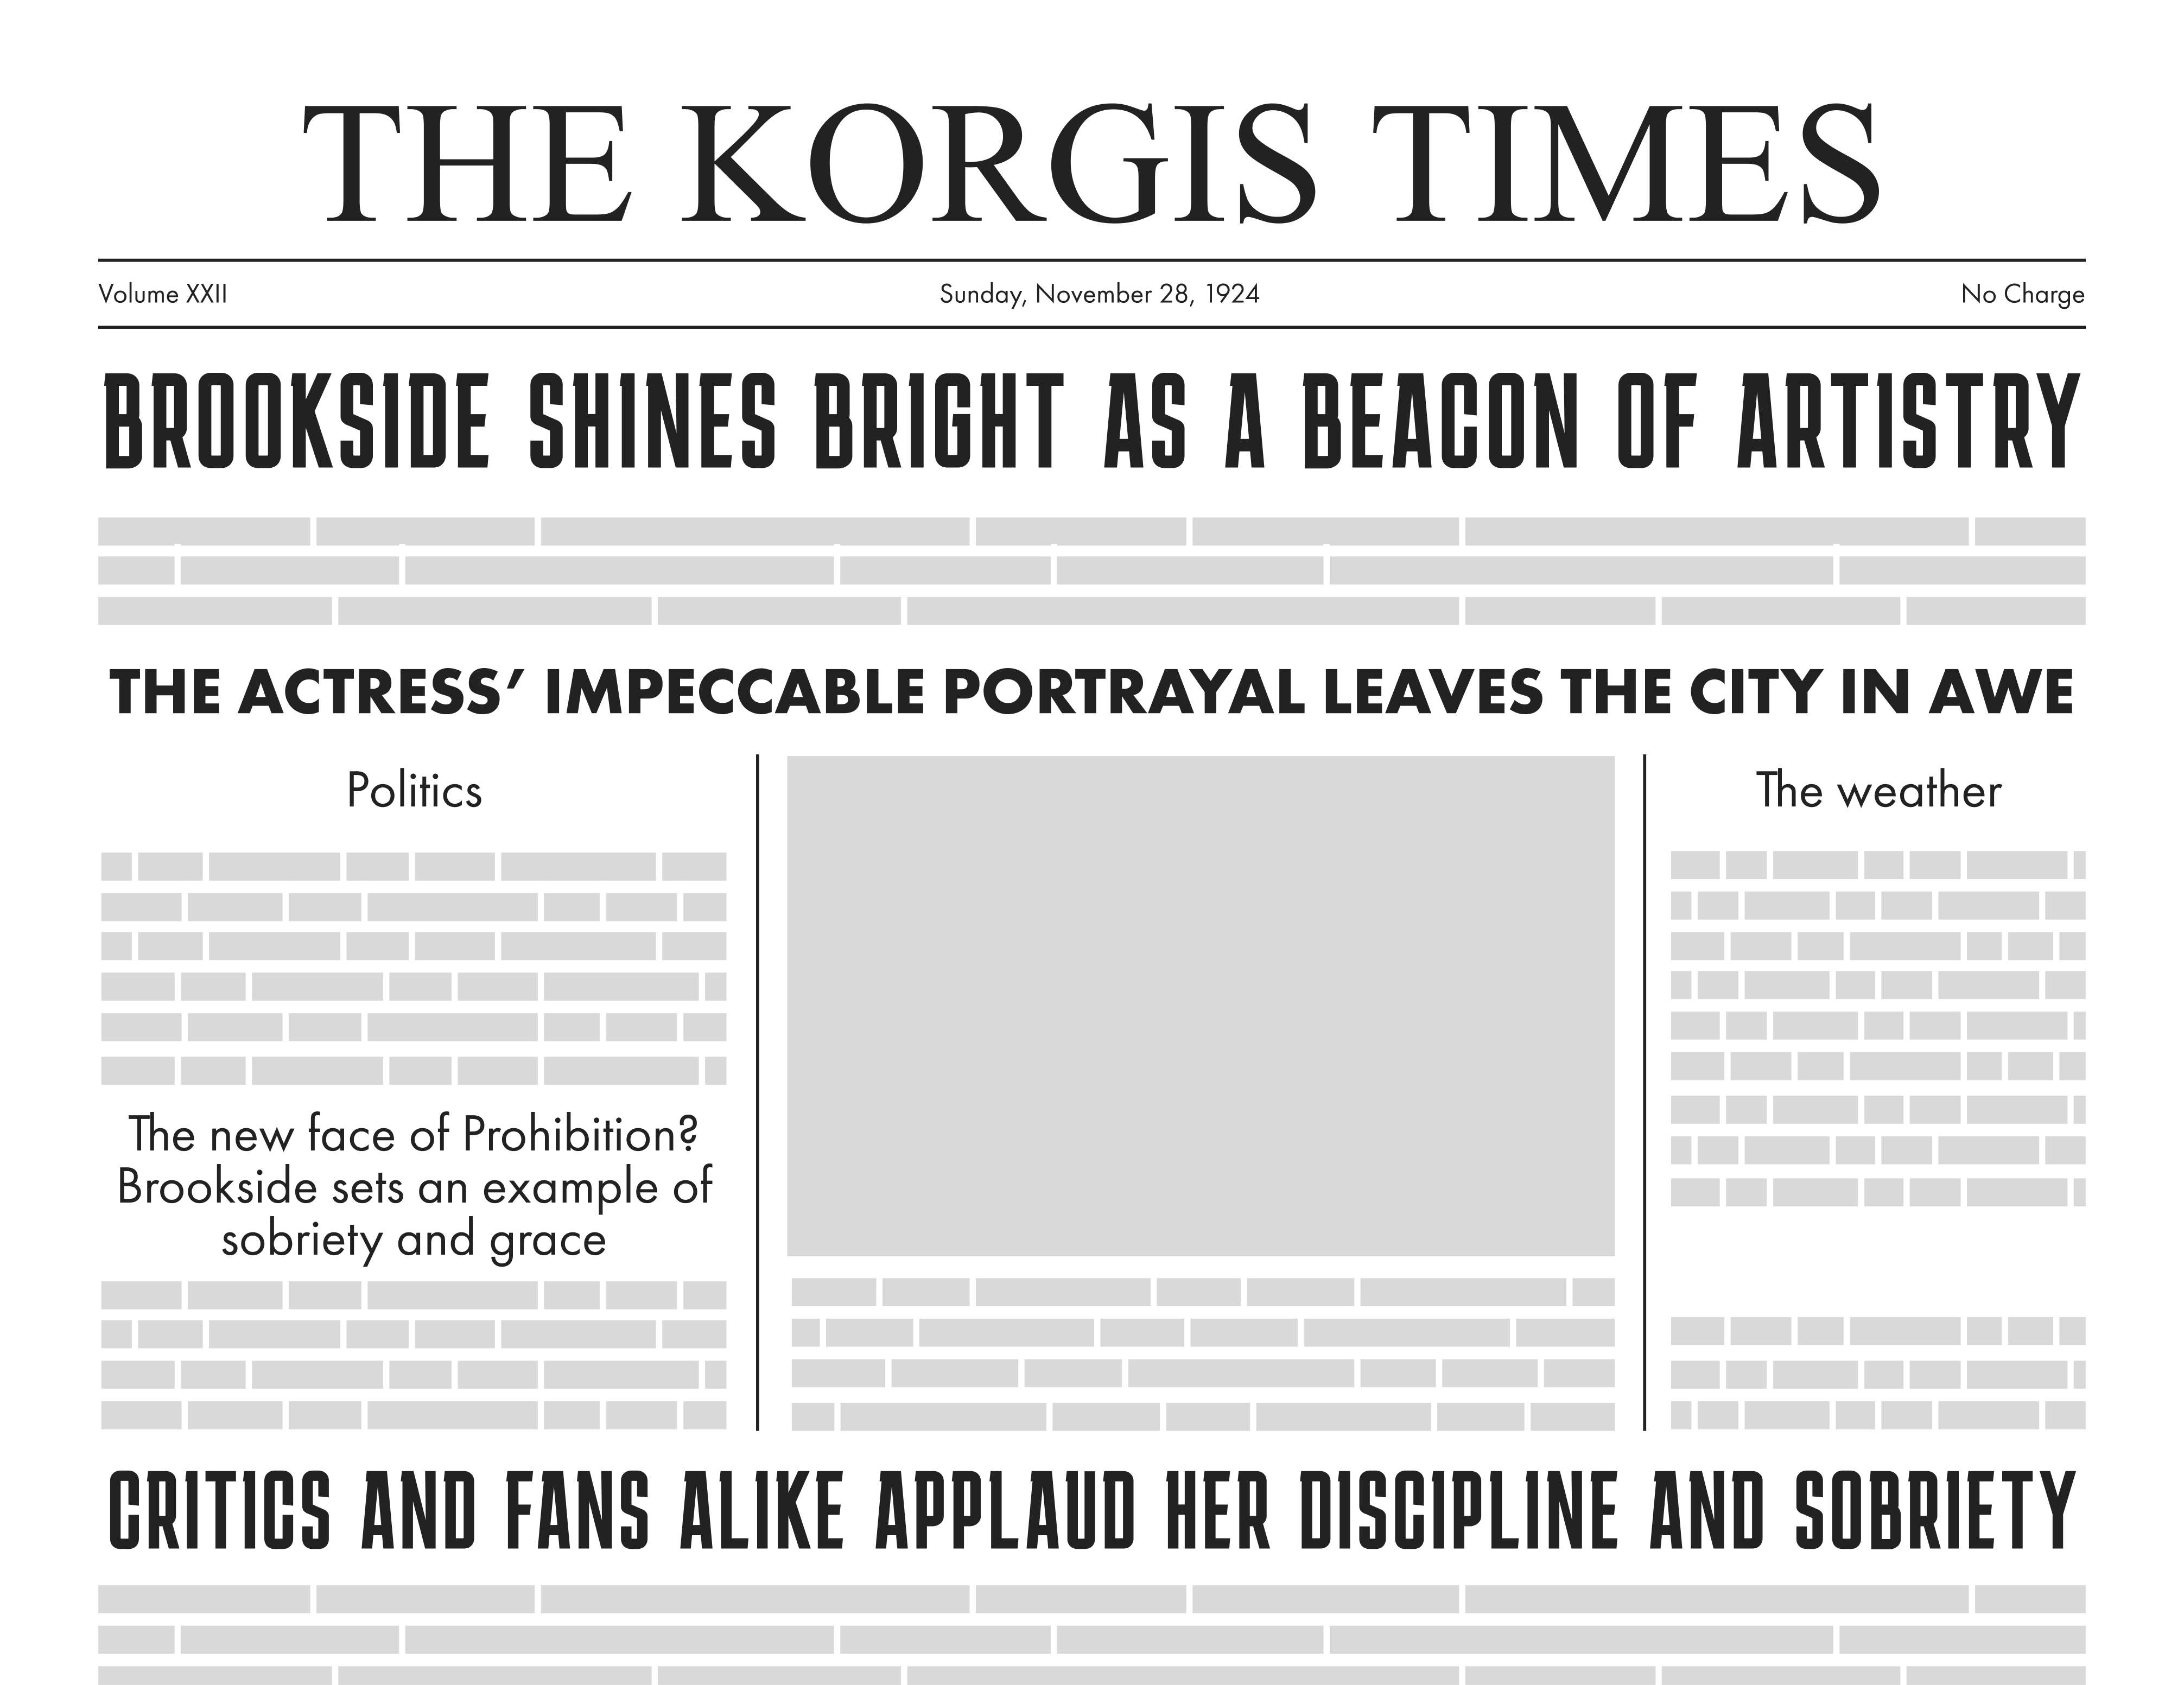 THE KORGIS TIMES
Volume XXII
Sunday, November 28, 1924
No Charge
BROOKSIDE SHINES BRIGHT AS A BEACON OF ARTISTRY
THE ACTRESS’ IMPECCABLE PORTRAYAL LEAVES THE CITY IN AWE
Politics
The new face of Prohibition?
Brookside sets an example of
sobriety and grace
The weather
CRITICS AND FANS ALIKE APPLAUD HER DISCIPLINE AND SOBRIETY